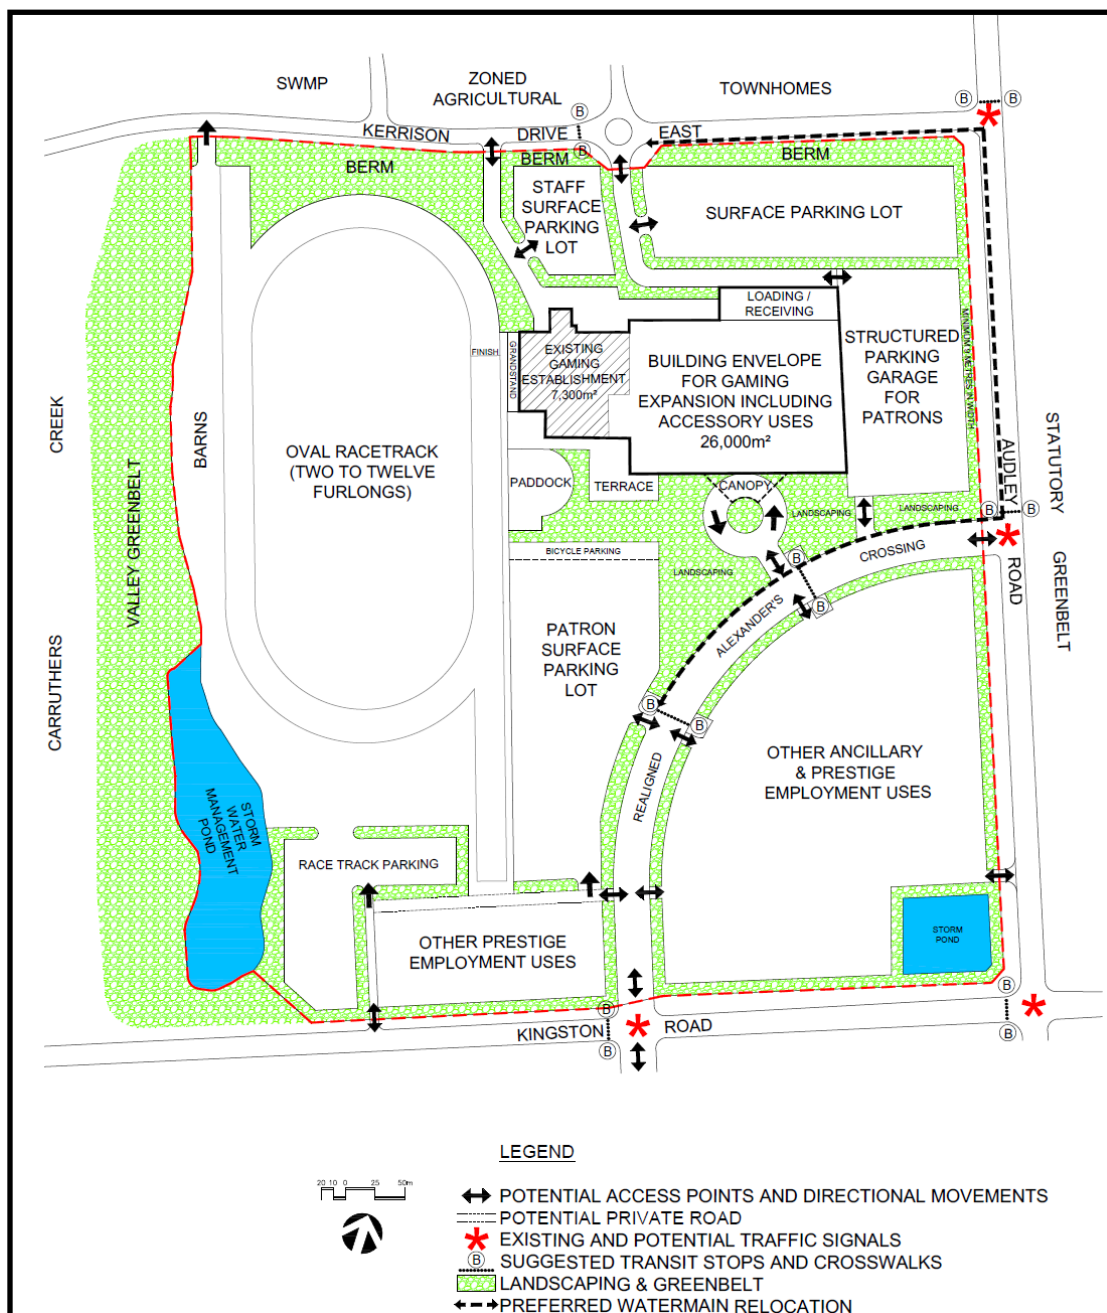 SWMP
ZONED
AGRICULTURAL
TOWNHOMES
B
B
B
KERRISON
DRIVE
EAST
B
BERM
BERM
BERM
STAFF
SURFACE
PARKING
LOT
SURFACE PARKING LOT
LOADING /
RECEIVING
FINISH
GRANDSTAND
EXISTING
GAMING
ESTABLISHMENT
7,300m²
BUILDING ENVELOPE
FOR GAMING
EXPANSION INCLUDING
ACCESSORY USES
26,000m²
STRUCTURED
PARKING
GARAGE
FOR
PATRONS
MINIMUM 9 METRES IN WIDTH
CREEK
BARNS
VALLEY GREENBELT
OVAL RACETRACK
(TWO TO TWELVE
FURLONGS)
PADDOCK
TERRACE
CANOPY
LANDSCAPING
LANDSCAPING
AUDLEY
ROAD
STATUTORY
GREENBELT
B
B
BICYCLE PARKING
LANDSCAPING
B
B
CROSSING
ALEXANDER'S
REALIGNED
PATRON
SURFACE
PARKING
LOT
B
B
CARRUTHERS
STORM
WATER
MANAGEMENT
POND
OTHER ANCILLARY
& PRESTIGE
EMPLOYMENT USES
RACE TRACK PARKING
OTHER PRESTIGE
EMPLOYMENT USES
STORM
POND
B
B
KINGSTON
ROAD
B
B
LEGEND
20 10 0 25 50m
POTENTIAL ACCESS POINTS AND DIRECTIONAL MOVEMENTS
POTENTIAL PRIVATE ROAD
EXISTING AND POTENTIAL TRAFFIC SIGNALS
B SUGGESTED TRANSIT STOPS AND CROSSWALKS
LANDSCAPING & GREENBELT
PREFERRED WATERMAIN RELOCATION